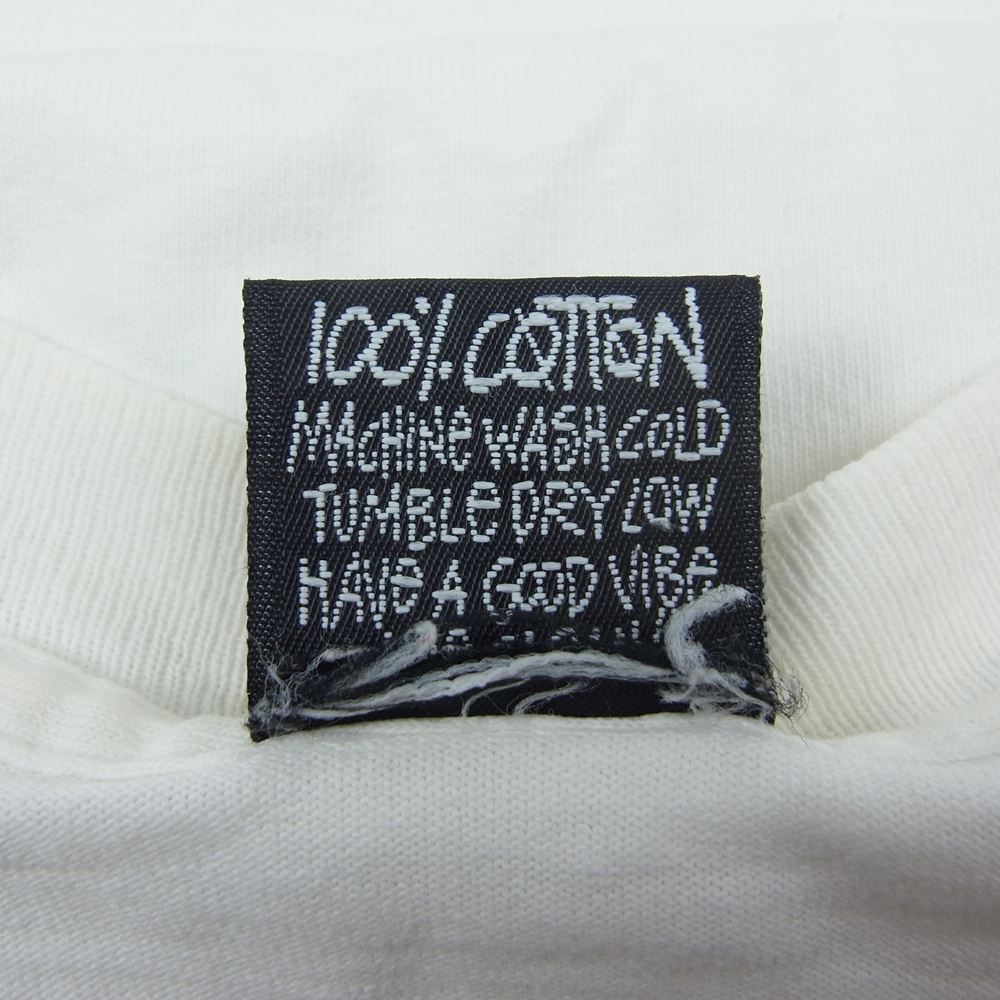 100% COTTON
MACHINE WASH COLD
TUMBLE DRY LOW
HAVE A GOOD VIBE